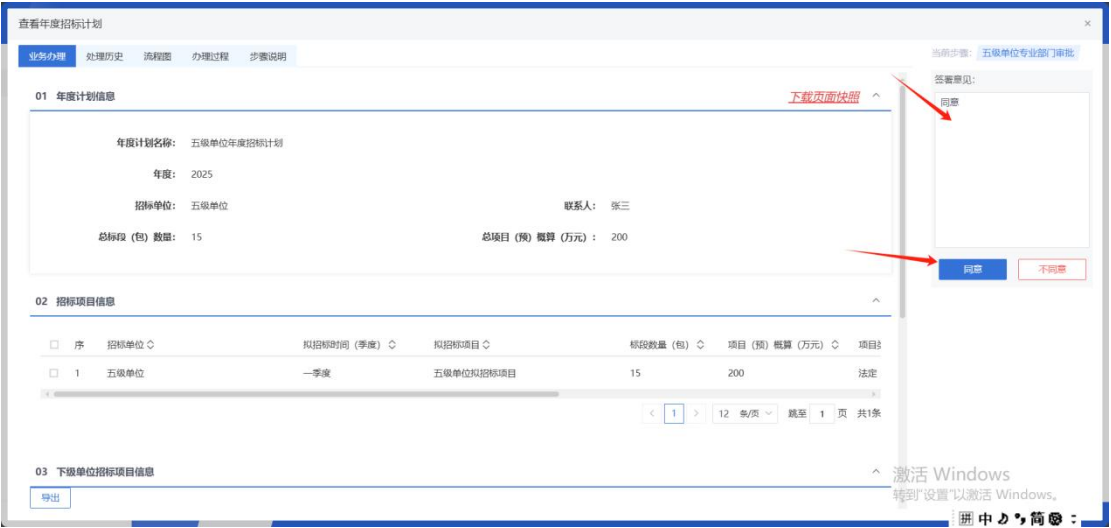 查看年度招标计划 ×
业务办理 处理历史 流程图 办理过程 步骤说明
当前步骤: 五级单位专业部门审批
签署意见:
同意
同意 不同意
01 年度计划信息 下载页面快照
年度计划名称: 五级单位年度招标计划
年度: 2025
招标单位: 五级单位 联系人: 张三
总标段 (包) 数量: 15 总项目 (预) 概算 (万元) : 200
02 招标项目信息
序 招标单位 拟招标时间 (季度) 拟招标项目 标段数量 (包) 项目 (预) 概算 (万元) 项目
1 五级单位 一季度 五级单位拟招标项目 15 200 法定
< 1 > 12 条/页 跳至 1 页 共1条
03 下级单位招标项目信息
导出
激活 Windows
转到"设置"以激活 Windows。
拼 中 简